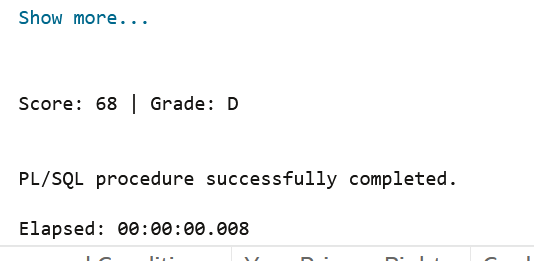 Show more...
Score: 68 | Grade: D
PL/SQL procedure successfully completed.
Elapsed: 00:00:00.008